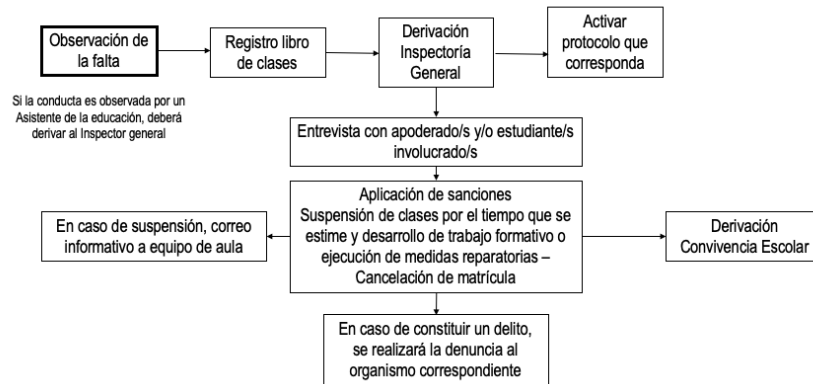 Observación de
la falta
Registro libro
de clases
Derivación
Inspectoría
General
Activar
protocolo que
corresponda
Si la conducta es observada por un
Asistente de la educación, deberá
derivar al Inspector general
Entrevista con apoderado/s y/o estudiante/s
involucrado/s
Aplicación de sanciones
Suspensión de clases por el tiempo que se
estime y desarrollo de trabajo formativo o
ejecución de medidas reparatorias –
Cancelación de matrícula
En caso de suspensión, correo
informativo a equipo de aula
Derivación
Convivencia Escolar
En caso de constituir un delito,
se realizará la denuncia al
organismo correspondiente